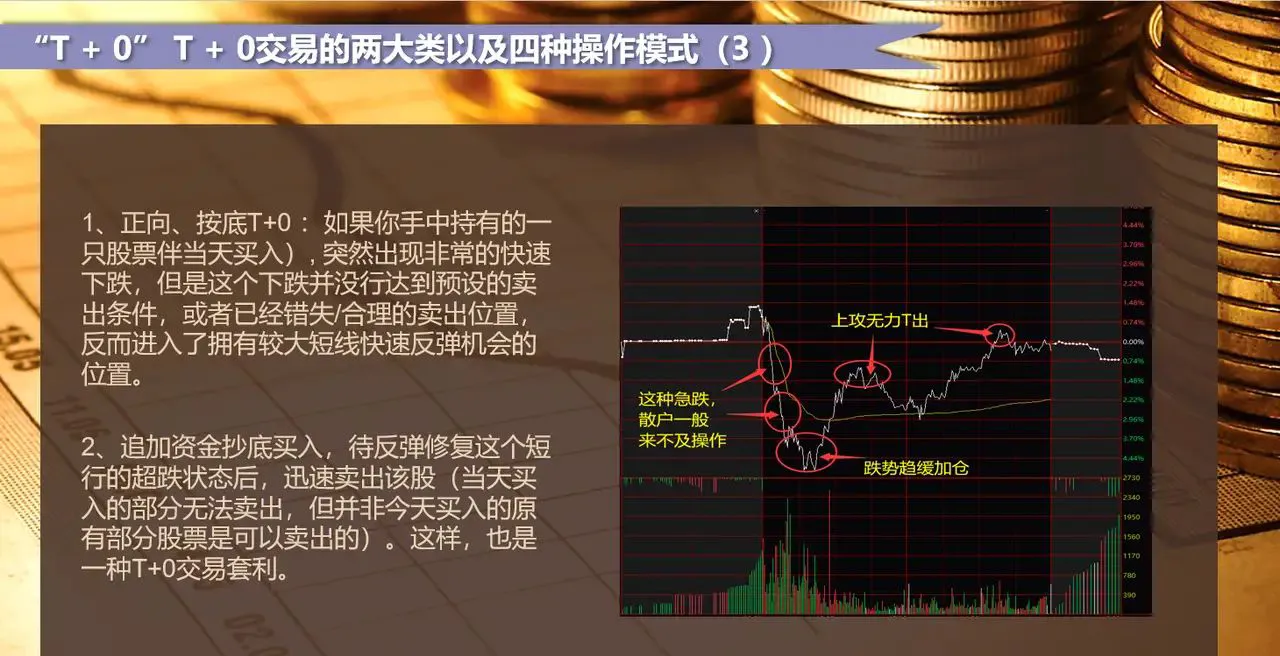 “T + 0” T + 0交易的两大类以及四种操作模式（3 ）
1、正向、按底T+0 ：如果你手中持有的一
只股票伴当天买入）, 突然出现非常的快速
下跌，但是这个下跌并没行达到预设的卖
出条件，或者已经错失/合理的卖出位置，
反而进入了拥有较大短线快速反弹机会的
位置。
2、追加资金抄底买入，待反弹修复这个短
行的超跌状态后，迅速卖出该股（当天买
入的部分无法卖出，但并非今天买入的原
有部分股票是可以卖出的）。这样，也是
一种T+0交易套利。
上攻无力T出
这种急跌，
散户一般
来不及操作
跌势趋缓加仓
4.44%
3.70%
2.96%
2.22%
1.48%
0.74%
0.00%
0.74%
1.48%
2.22%
2.96%
3.70%
4.44%
2730
2340
1950
1560
1170
780
390
15.05
11.06
02.0